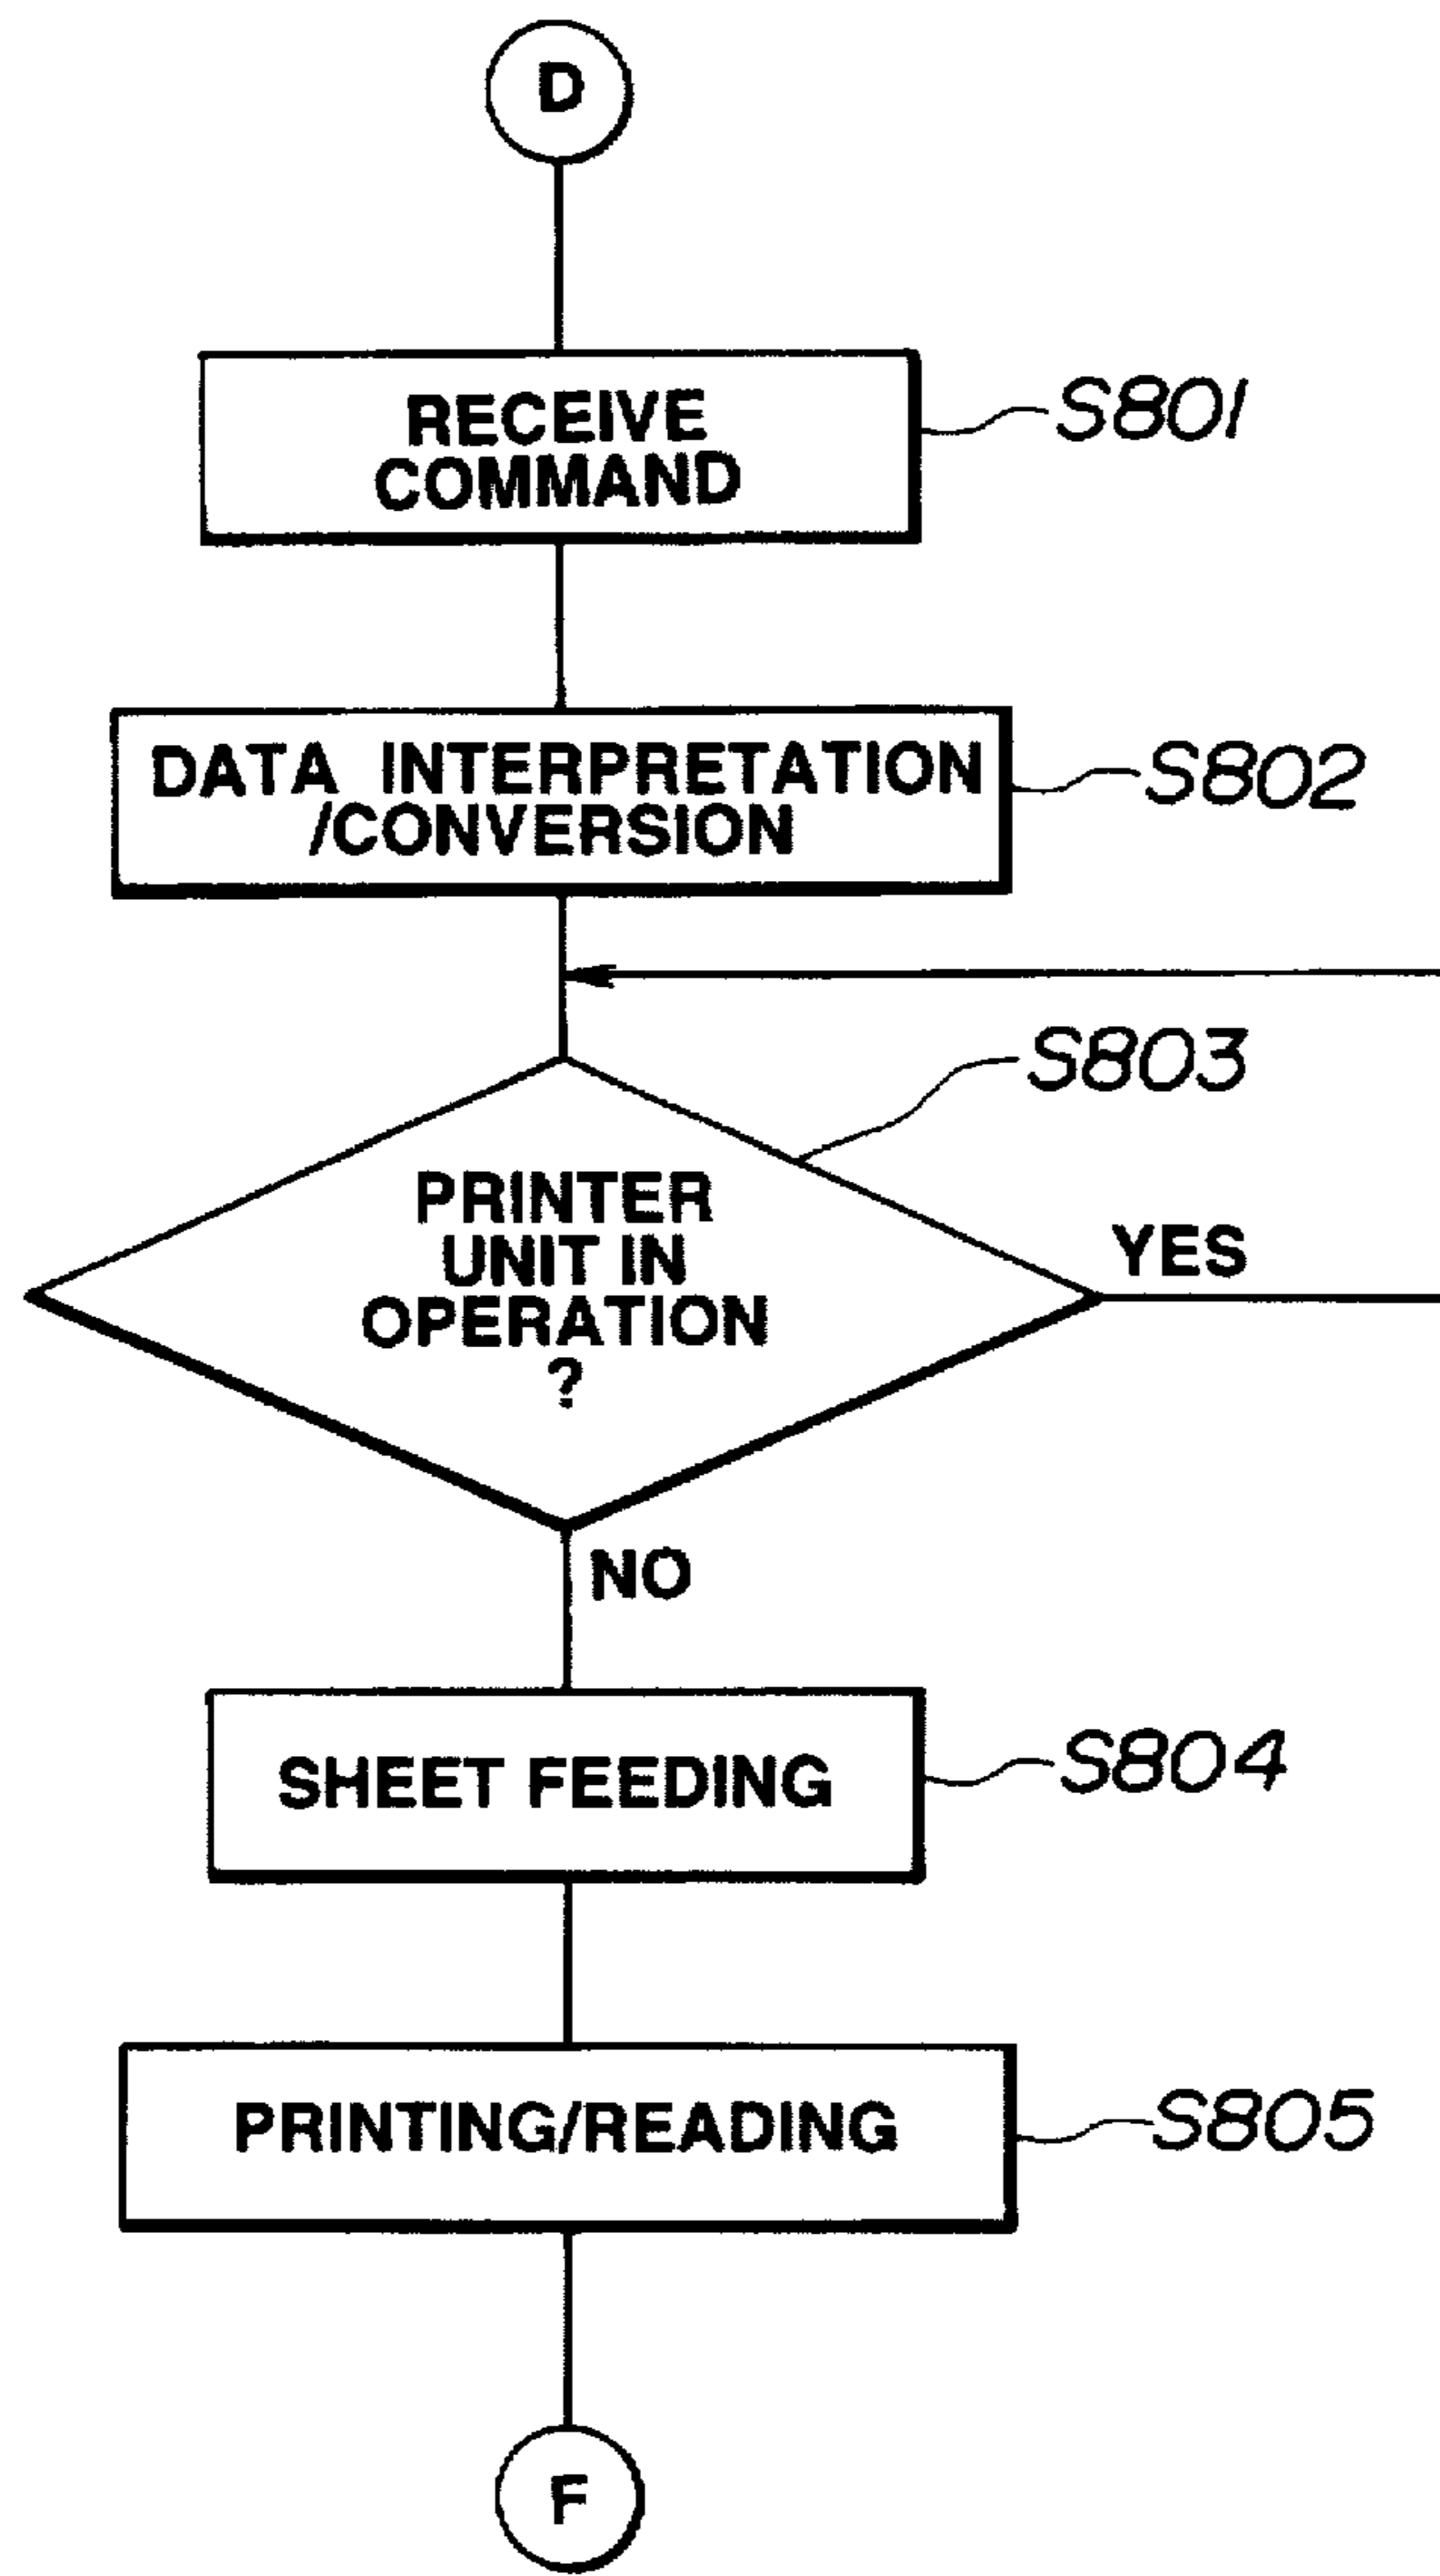 D
RECEIVE
COMMAND
S801
DATA INTERPRETATION
/CONVERSION
S802
S803
PRINTER
UNIT IN
OPERATION
?
YES
NO
SHEET FEEDING
S804
PRINTING/READING
S805
F